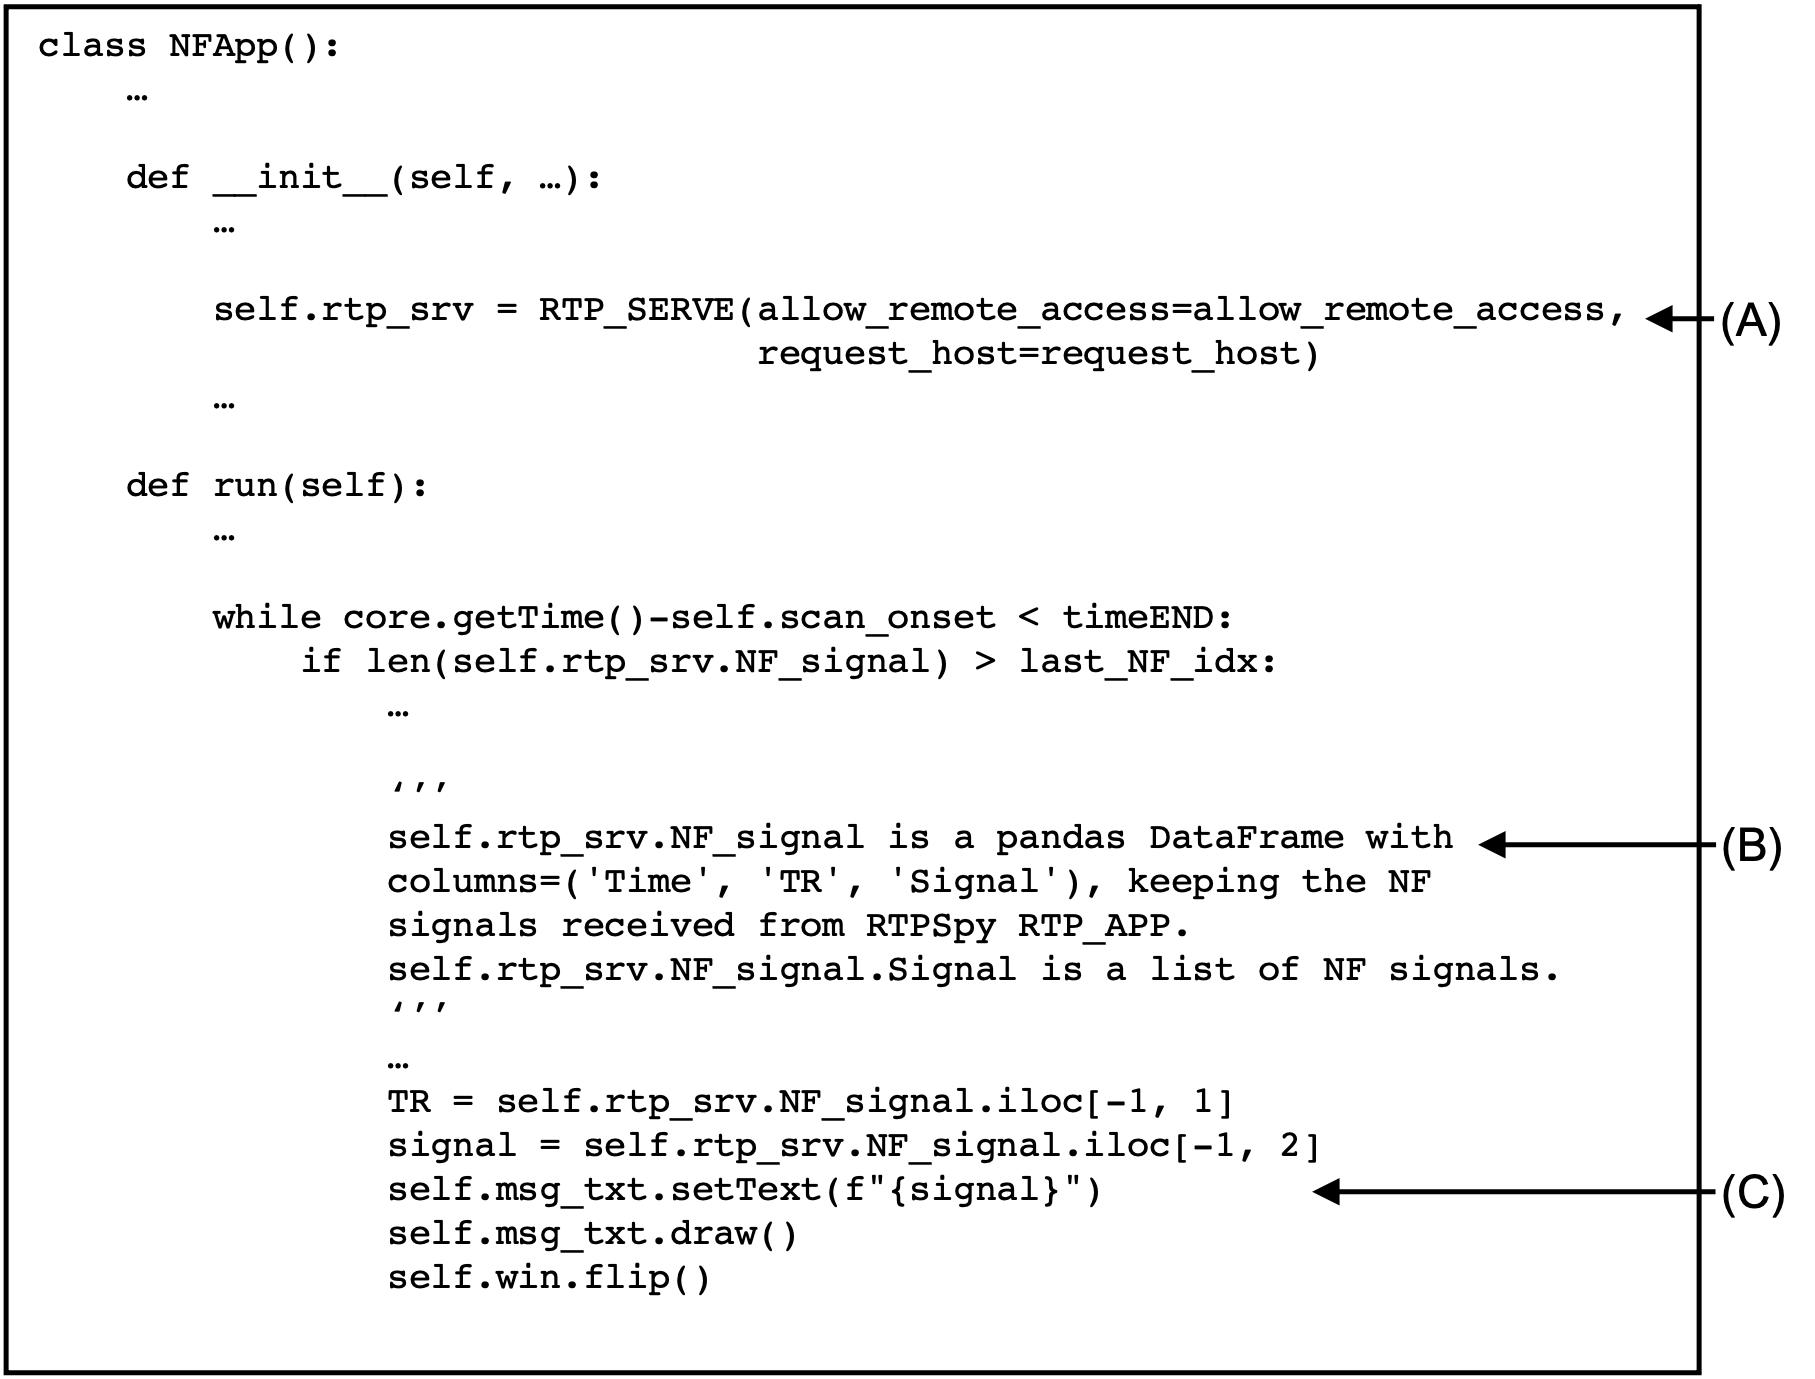 class NFApp():
    …
    def __init__(self, …):
        …
        self.rtp_srv = RTP_SERVE(allow_remote_access=allow_remote_access, (A)
                                 request_host=request_host)
        …
    def run(self):
        …
        while core.getTime()-self.scan_onset < timeEND:
            if len(self.rtp_srv.NF_signal) > last_NF_idx:
                …
                ‘’’
                self.rtp_srv.NF_signal is a pandas DataFrame with (B)
                columns=('Time', 'TR', 'Signal'), keeping the NF
                signals received from RTPSpy RTP_APP.
                self.rtp_srv.NF_signal.Signal is a list of NF signals.
                ‘’’
                …
                TR = self.rtp_srv.NF_signal.iloc[-1, 1]
                signal = self.rtp_srv.NF_signal.iloc[-1, 2]
                self.msg_txt.setText(f"{signal}") (C)
                self.msg_txt.draw()
                self.win.flip()